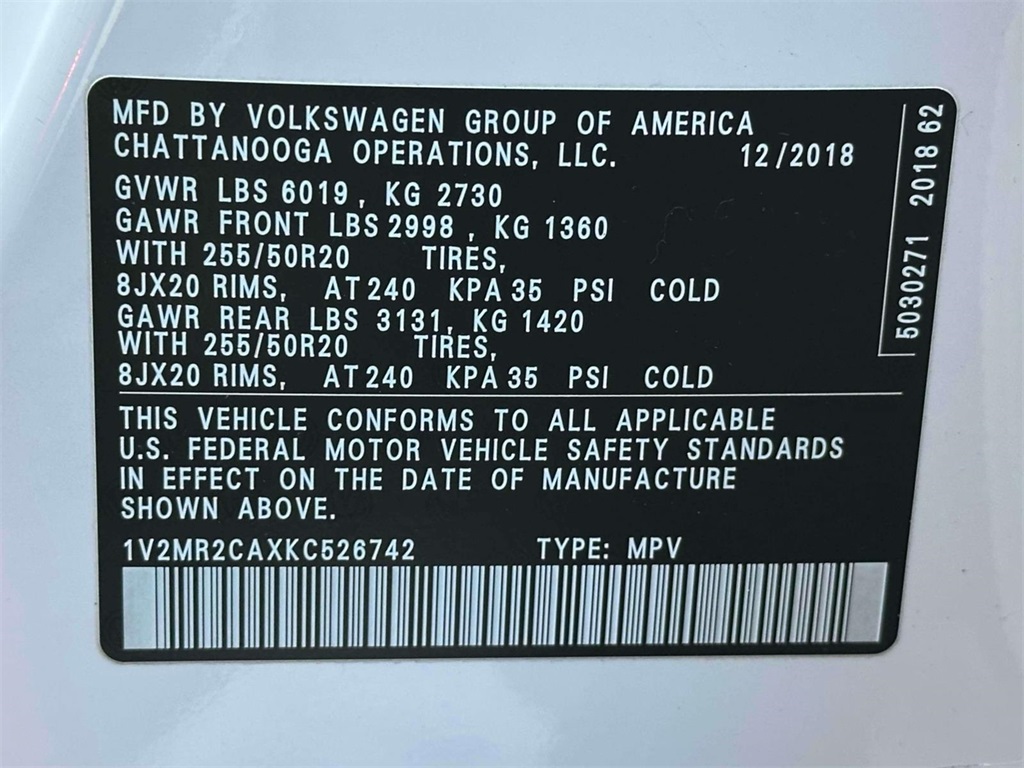 MFD BY VOLKSWAGEN GROUP OF AMERICA
CHATTANOOGA OPERATIONS, LLC. 12/2018
GVWR LBS 6019, KG 2730
GAWR FRONT LBS 2998, KG 1360
WITH 255/50R20 TIRES,
8JX20 RIMS, AT 240 KPA 35 PSI COLD
GAWR REAR LBS 3131, KG 1420
WITH 255/50R20 TIRES,
8JX20 RIMS, AT 240 KPA 35 PSI COLD
THIS VEHICLE CONFORMS TO ALL APPLICABLE
U.S. FEDERAL MOTOR VEHICLE SAFETY STANDARDS
IN EFFECT ON THE DATE OF MANUFACTURE
SHOWN ABOVE.
1V2MR2CAXKC526742 TYPE: MPV
5030271 2018 62